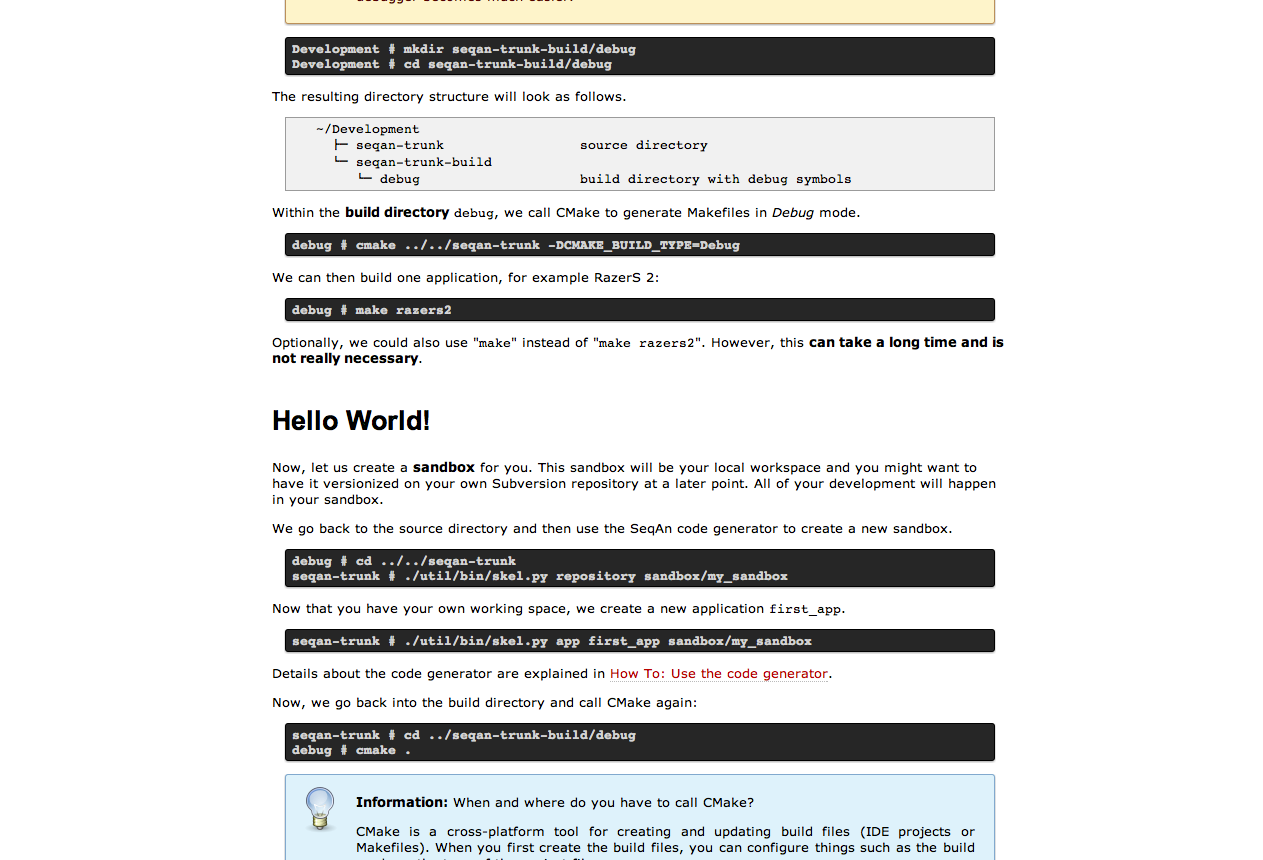 debugger becomes much easier.
Development # mkdir seqan-trunk-build/debug
Development # cd seqan-trunk-build/debug
The resulting directory structure will look as follows.
~/Development
├─ seqan-trunk source directory
└─ seqan-trunk-build
└─ debug build directory with debug symbols
Within the build directory debug, we call CMake to generate Makefiles in Debug mode.
debug # cmake ../../seqan-trunk -DCMAKE_BUILD_TYPE=Debug
We can then build one application, for example RazerS 2:
debug # make razers2
Optionally, we could also use "make" instead of "make razers2". However, this can take a long time and is
not really necessary.
Hello World!
Now, let us create a sandbox for you. This sandbox will be your local workspace and you might want to
have it versionized on your own Subversion repository at a later point. All of your development will happen
in your sandbox.
We go back to the source directory and then use the SeqAn code generator to create a new sandbox.
debug # cd ../../seqan-trunk
seqan-trunk # ./util/bin/skel.py repository sandbox/my_sandbox
Now that you have your own working space, we create a new application first_app.
seqan-trunk # ./util/bin/skel.py app first_app sandbox/my_sandbox
Details about the code generator are explained in How To: Use the code generator.
Now, we go back into the build directory and call CMake again:
seqan-trunk # cd ../seqan-trunk-build/debug
debug # cmake .
Information: When and where do you have to call CMake?
CMake is a cross-platform tool for creating and updating build files (IDE projects or
Makefiles). When you first create the build files, you can configure things such as the build